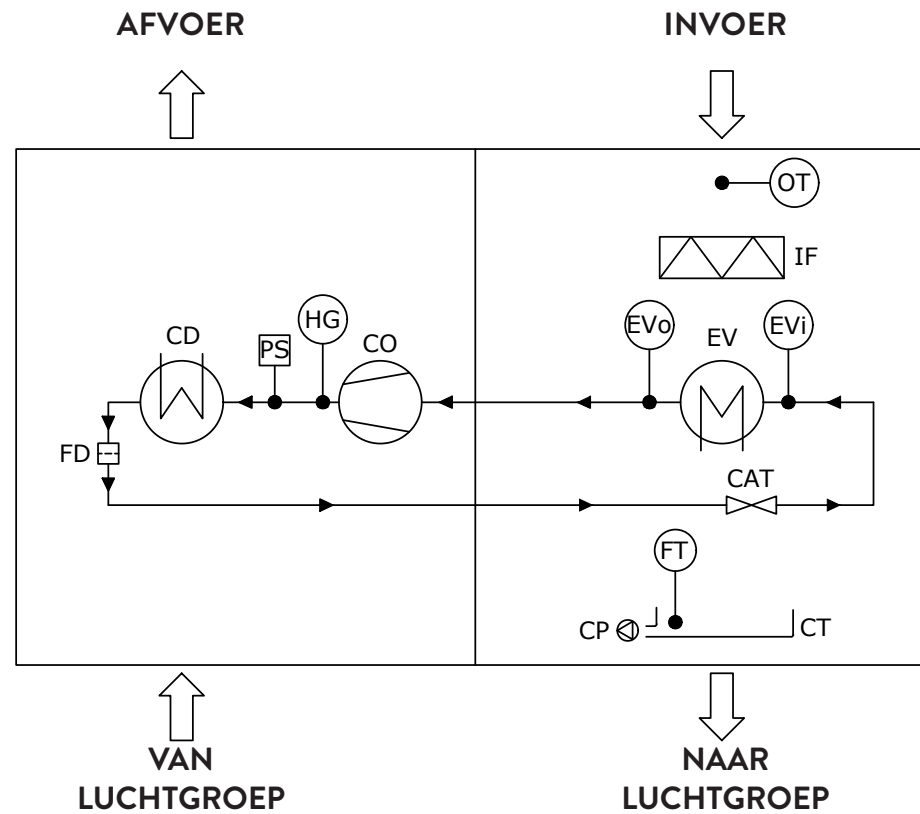 AFVOER
INVOER
OT
IF
HG
EVo
EVi
CD
PS
CO
EV
FD
CAT
FT
CP
CT
VAN
LUCHTGROEP
NAAR
LUCHTGROEP